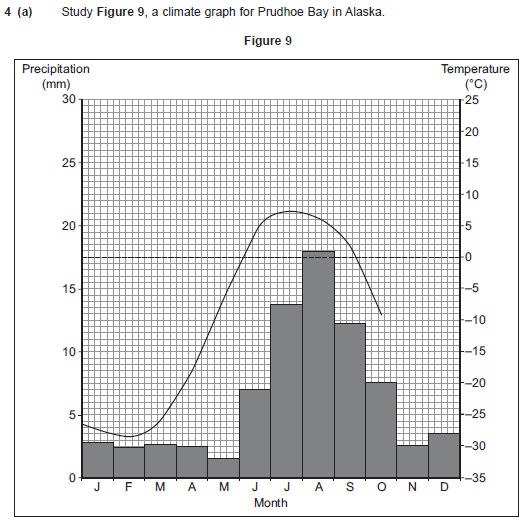 4 (a) Study Figure 9, a climate graph for Prudhoe Bay in Alaska.
Figure 9
Precipitation
(mm)
Temperature
(°C)
30
25
20
15
10
5
0
25
20
15
10
5
0
–5
–10
–15
–20
–25
–30
–35
J F M A M J J A S O N D
Month